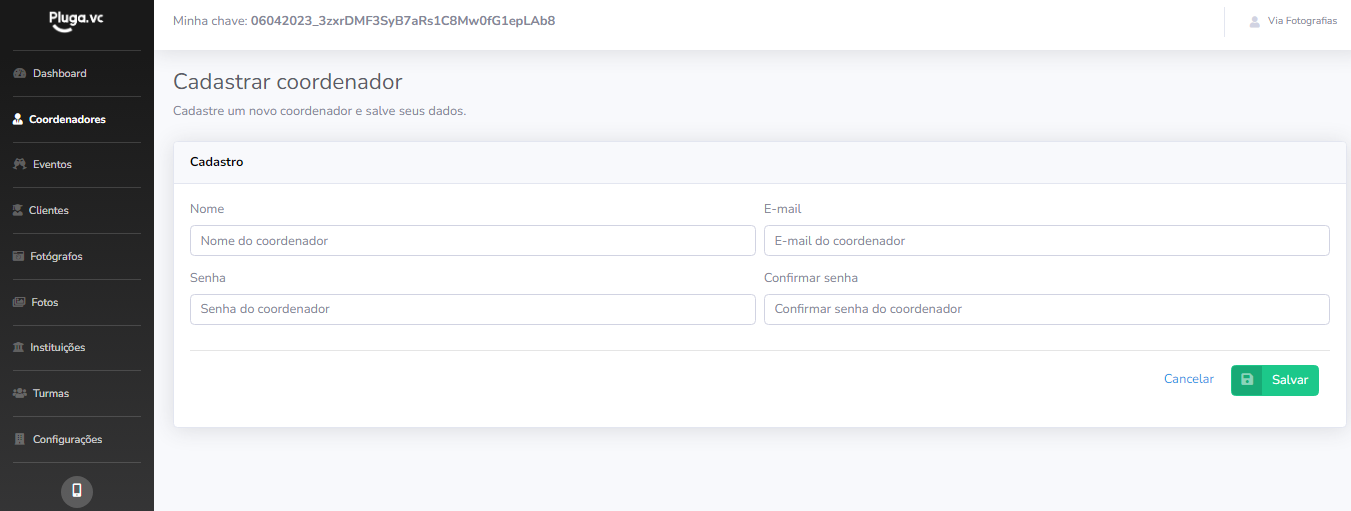 Pluga.vc
Minha chave: 06042023_3zxrDMF3SyB7aRs1C8Mw0fG1epLAb8
Via Fotografias
Dashboard
Coordenadores
Eventos
Clientes
Fotógrafos
Fotos
Instituições
Turmas
Configurações
Cadastrar coordenador
Cadastre um novo coordenador e salve seus dados.
Cadastro
Nome
E-mail
Nome do coordenador
E-mail do coordenador
Senha
Confirmar senha
Senha do coordenador
Confirmar senha do coordenador
Cancelar
Salvar